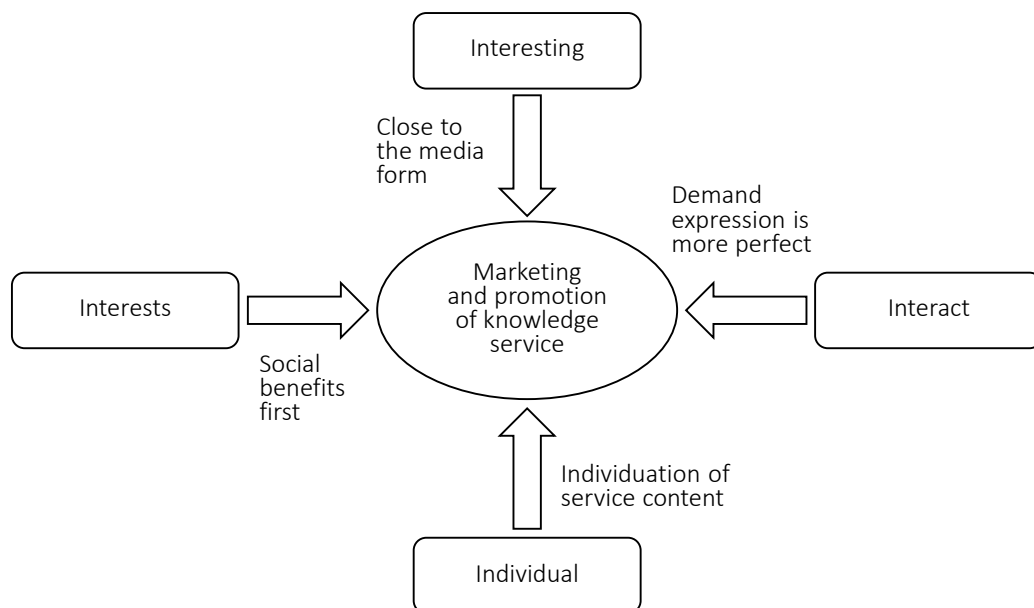 Interesting
Close to
the media
form
Demand
expression is
more perfect
Interests
Marketing
and promotion
of knowledge
service
Interact
Social
benefits
first
Individuation of
service content
Individual